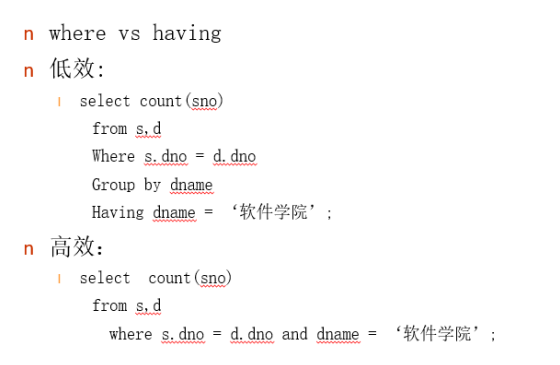 n where vs having
n 低效:
l select count(sno)
from s,d
Where s.dno = d.dno
Group by dname
Having dname = ‘软件学院’;
n 高效：
l select count(sno)
from s,d
where s.dno = d.dno and dname = ‘软件学院’;